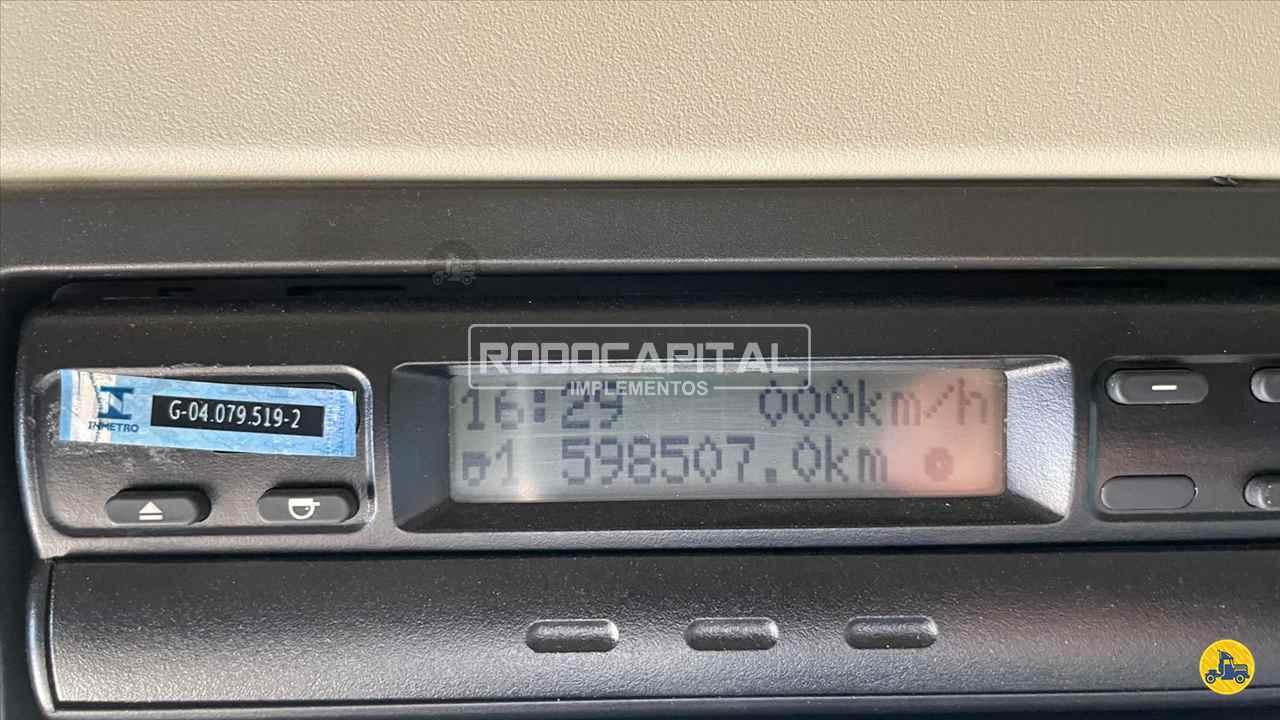 RODOCAPITAL
IMPLEMENTOS
INMETRO
G-04.079.519-2
16:29 000km/h
1 598507.0km